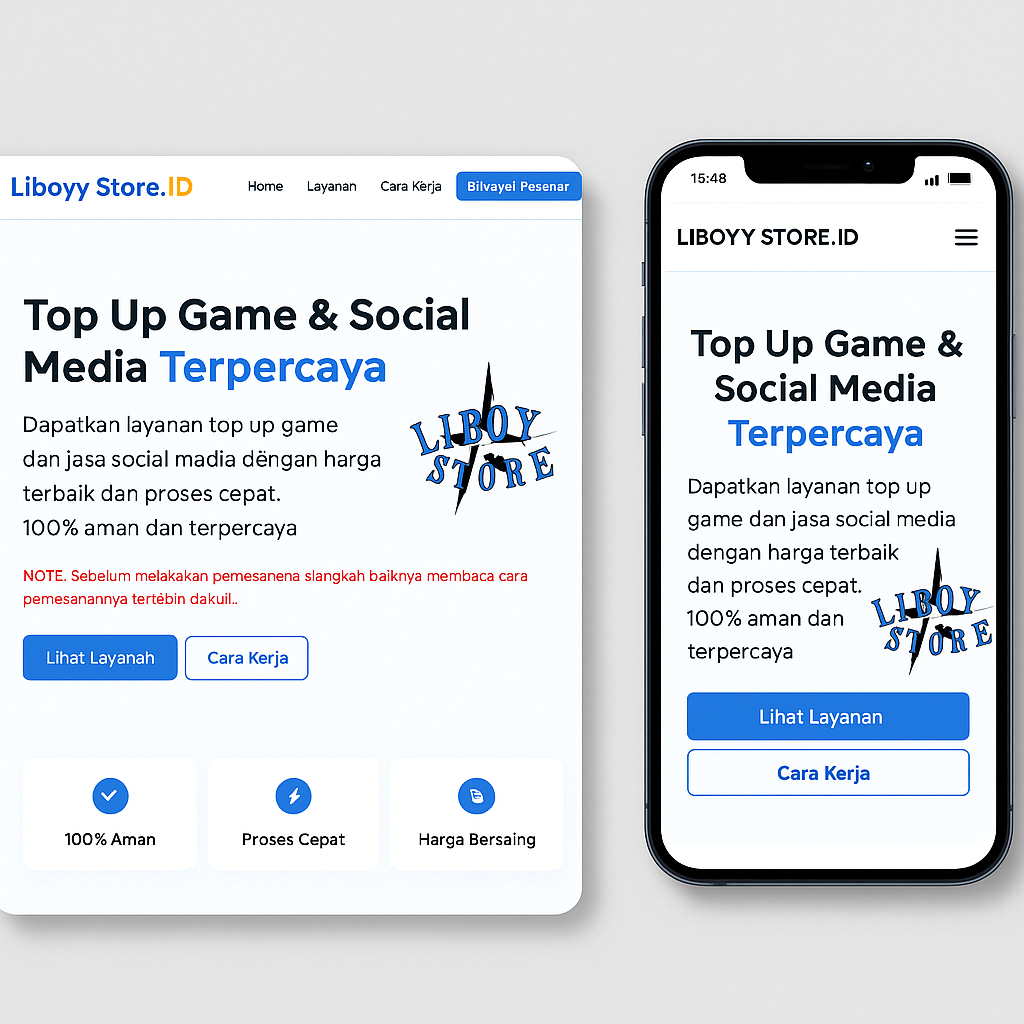 Liboyy Store.ID
Home
Layanan
Cara Kerja
Bilvayel Pesenar
Top Up Game & Social
Media Terpercaya
Dapatkan layanan top up game
dan jasa social madia dëngan harga
terbaik dan proses cepat.
100% aman dan terpercaya
LIBOY
STORE
NOTE. Sebelum melakakan pemesanena slangkah baiknya membaca cara
pemesanannya tertébin dakuil..
Lihat Layanah
Cara Kerja
100% Aman
Proses Cepat
Harga Bersaing
15:48
LIBOYY STORE.ID
Top Up Game &
Social Media
Terpercaya
Dapatkan layanan top up
game dan jasa social media
dengan harga terbaik
dan proses cepat.
100% aman dan
terpercaya
LIBOY
STORE
Lihat Layanan
Cara Kerja